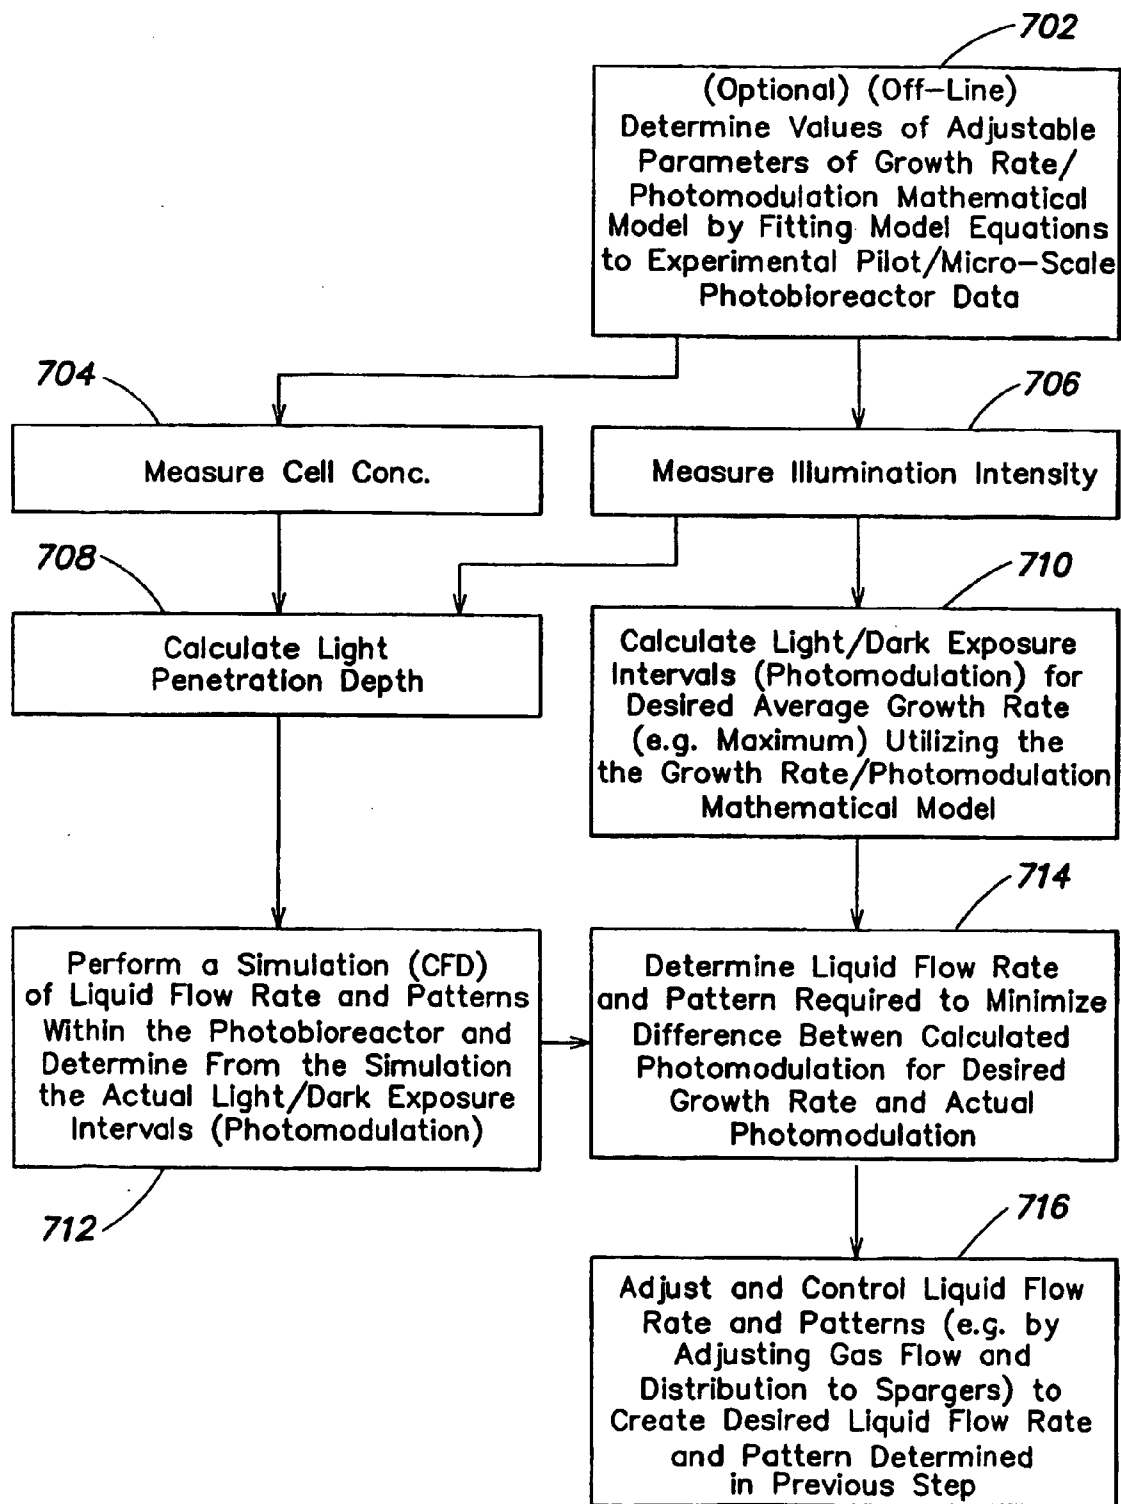 702
(Optional) (Off-Line)
Determine Values of Adjustable
Parameters of Growth Rate/
Photomodulation Mathematical
Model by Fitting Model Equations
to Experimental Pilot/Micro-Scale
Photobioreactor Data
704
706
Measure Cell Conc.
Measure Illumination Intensity
708
710
Calculate Light
Penetration Depth
Calculate Light/Dark Exposure
Intervals (Photomodulation) for
Desired Average Growth Rate
(e.g. Maximum) Utilizing the
the Growth Rate/Photomodulation
Mathematical Model
714
Perform a Simulation (CFD)
of Liquid Flow Rate and Patterns
Within the Photobioreactor and
Determine From the Simulation
the Actual Light/Dark Exposure
Intervals (Photomodulation)
712
Determine Liquid Flow Rate
and Pattern Required to Minimize
Difference Betwen Calculated
Photomodulation for Desired
Growth Rate and Actual
Photomodulation
716
Adjust and Control Liquid Flow
Rate and Patterns (e.g. by
Adjusting Gas Flow and
Distribution to Spargers) to
Create Desired Liquid Flow Rate
and Pattern Determined
in Previous Step